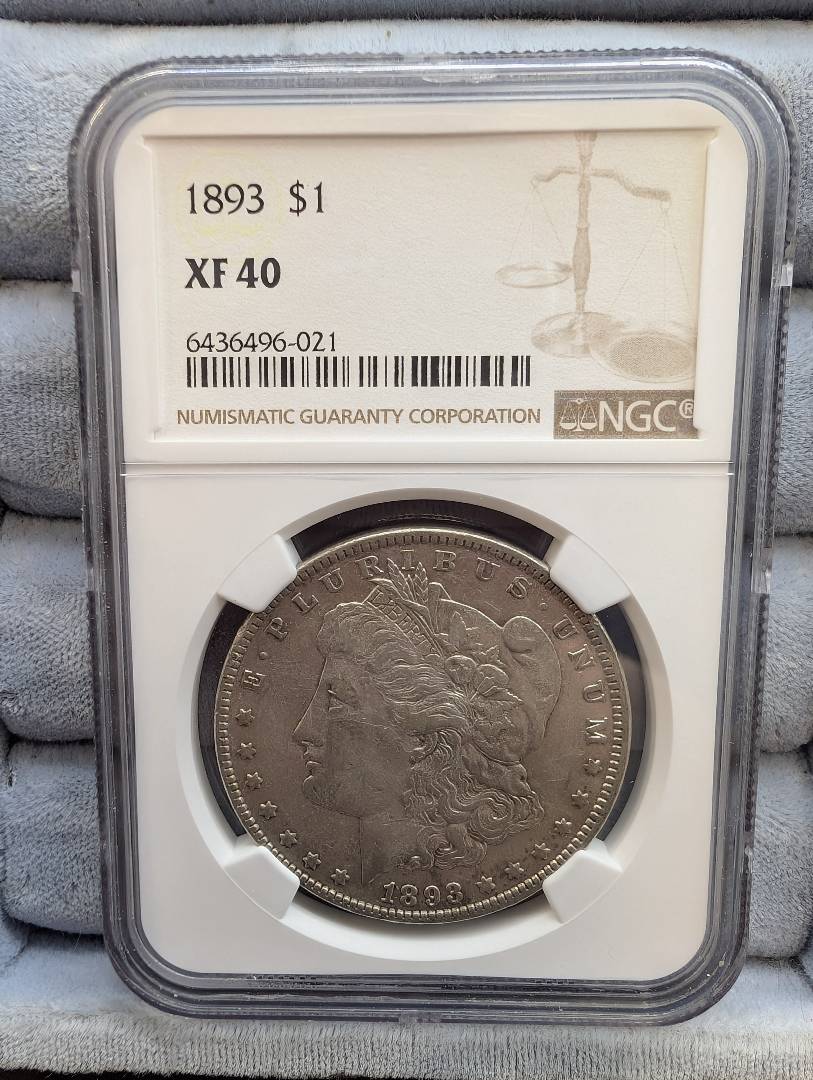 1893 $1
XF 40
6436496-021
NUMISMATIC GUARANTY CORPORATION
NGC®
E · PLURIBUS · UNUM
LIBERTY
1893